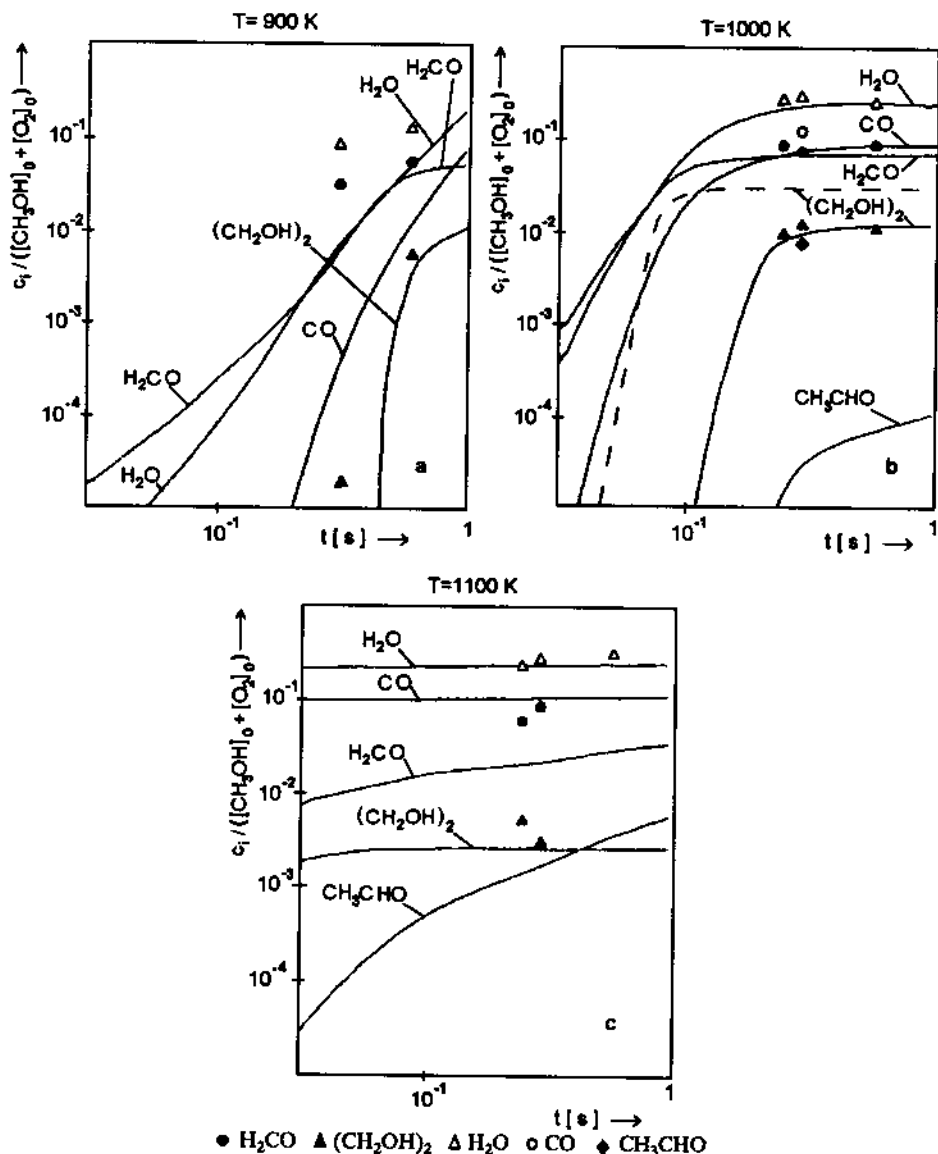 T= 900 K
c_i / ([CH₃OH]₀ + [O₂]₀) →
10⁻¹
10⁻²
10⁻³
10⁻⁴
H₂O
H₂CO
(CH₂OH)₂
CO
H₂CO
H₂O
a
10⁻¹
1
t [ s ] →
T=1000 K
c_i / ([CH₃OH]₀ + [O₂]₀) →
10⁻¹
10⁻²
10⁻³
10⁻⁴
H₂O
CO
H₂CO
(CH₂OH)₂
CH₃CHO
b
10⁻¹
1
t [ s ] →
T=1100 K
c_i / ([CH₃OH]₀ + [O₂]₀) →
10⁻¹
10⁻²
10⁻³
10⁻⁴
H₂O
CO
H₂CO
(CH₂OH)₂
CH₃CHO
c
10⁻¹
1
t [ s ] →
● H₂CO ▲ (CH₂OH)₂ △ H₂O ○ CO ◆ CH₃CHO